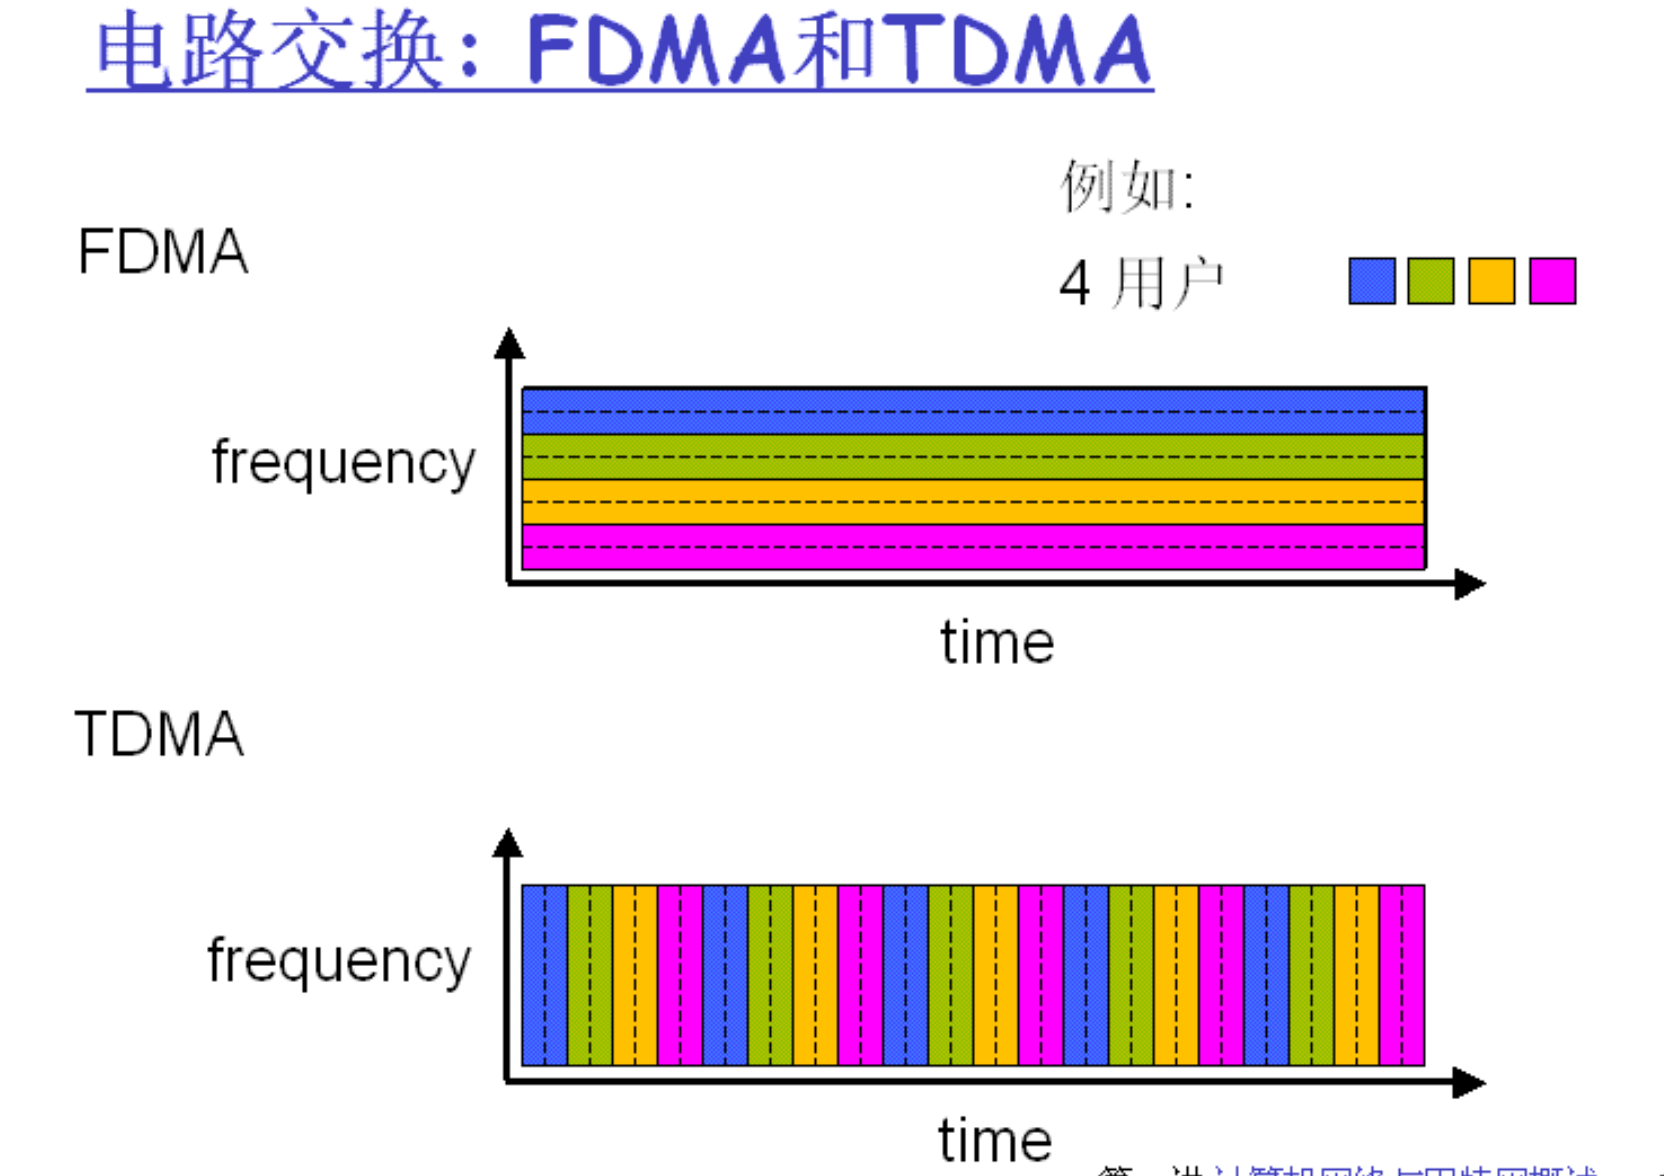 电路交换: FDMA和TDMA
例如:
FDMA
4 用户
frequency
time
TDMA
frequency
time